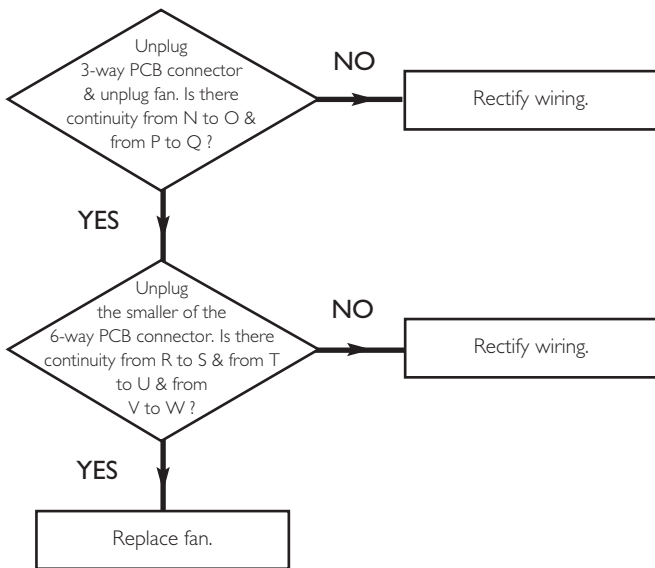 Unplug
3-way PCB connector
& unplug fan. Is there
continuity from N to O &
from P to Q ?
NO
Rectify wiring.
YES
Unplug
the smaller of the
6-way PCB connector. Is there
continuity from R to S & from T
to U & from
V to W ?
NO
Rectify wiring.
YES
Replace fan.